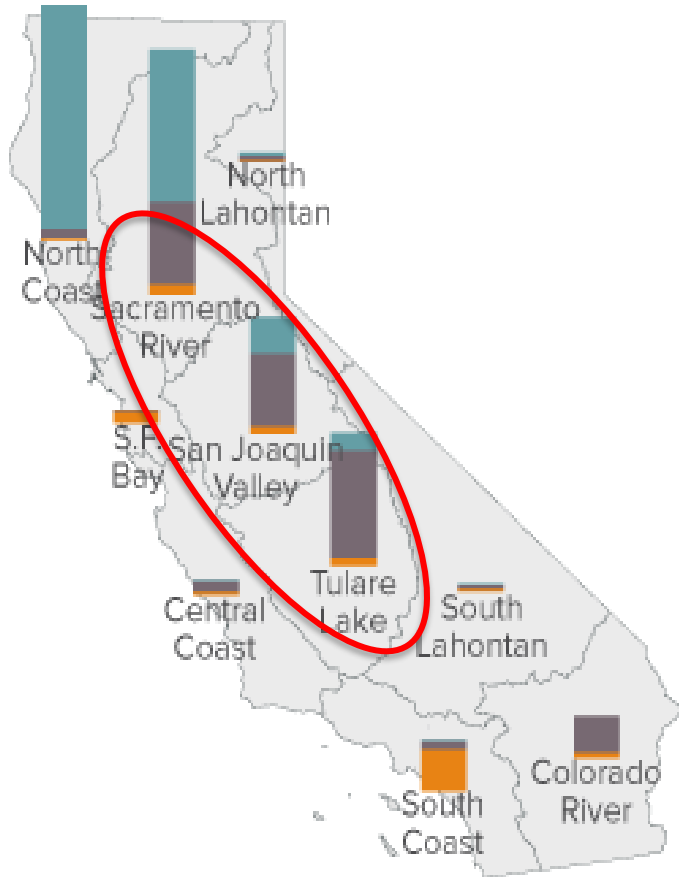 North
Lahontan
North
Coast
Sacramento
River
S.F.
Bay
San Joaquin
Valley
Tulare
Lake
Central
Coast
South
Lahontan
Colorado
River
South
Coast